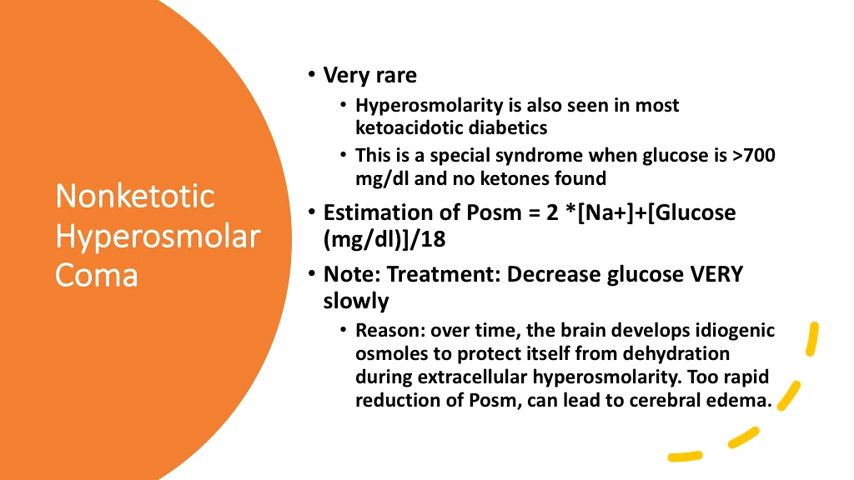 Nonketotic
Hyperosmolar
Coma
• Very rare
• Hyperosmolarity is also seen in most
ketoacidotic diabetics
• This is a special syndrome when glucose is >700
mg/dl and no ketones found
• Estimation of Posm = 2 *[Na+]+[Glucose
(mg/dl)]/18
• Note: Treatment: Decrease glucose VERY
slowly
• Reason: over time, the brain develops idiogenic
osmoles to protect itself from dehydration
during extracellular hyperosmolarity. Too rapid
reduction of Posm, can lead to cerebral edema.